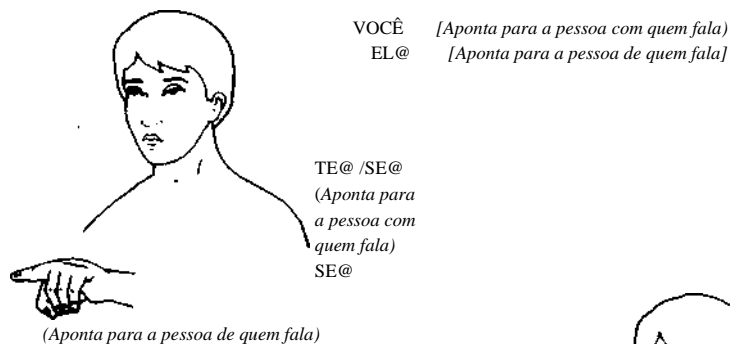 VOCÊ [Aponta para a pessoa com quem fala)
EL@ [Aponta para a pessoa de quem fala]
TE@ /SE@
(Aponta para
a pessoa com
quem fala)
SE@
(Aponta para a pessoa de quem fala)